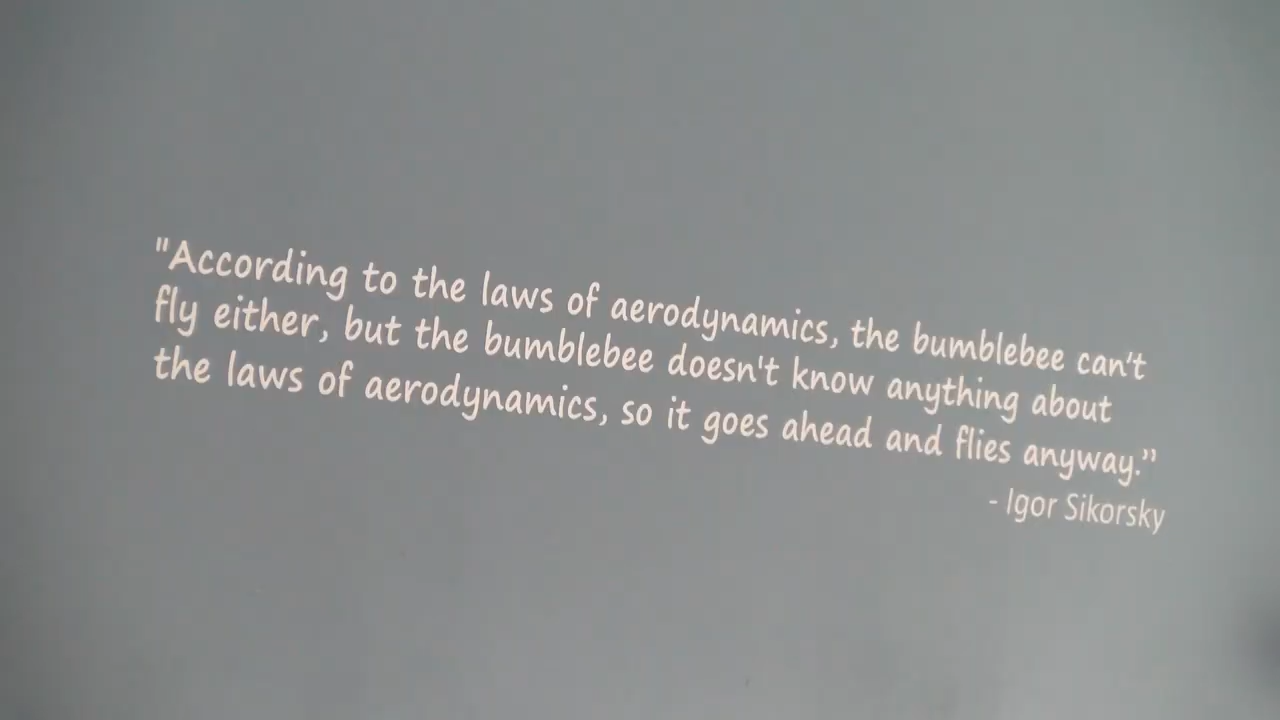 "According to the laws of aerodynamics, the bumblebee can't
fly either, but the bumblebee doesn't know anything about
the laws of aerodynamics, so it goes ahead and flies anyway.”
- Igor Sikorsky